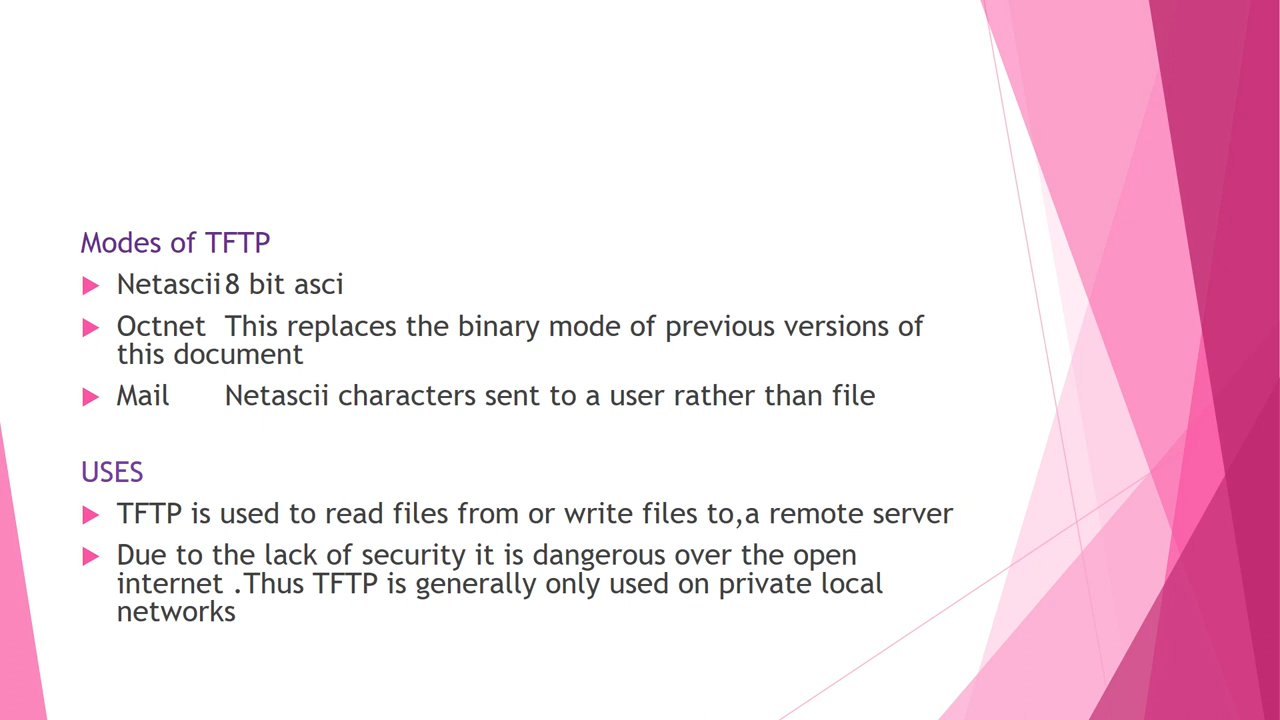 Modes of TFTP
Netascii 8 bit asci
Octnet This replaces the binary mode of previous versions of
this document
Mail Netascii characters sent to a user rather than file
USES
TFTP is used to read files from or write files to,a remote server
Due to the lack of security it is dangerous over the open
internet .Thus TFTP is generally only used on private local
networks